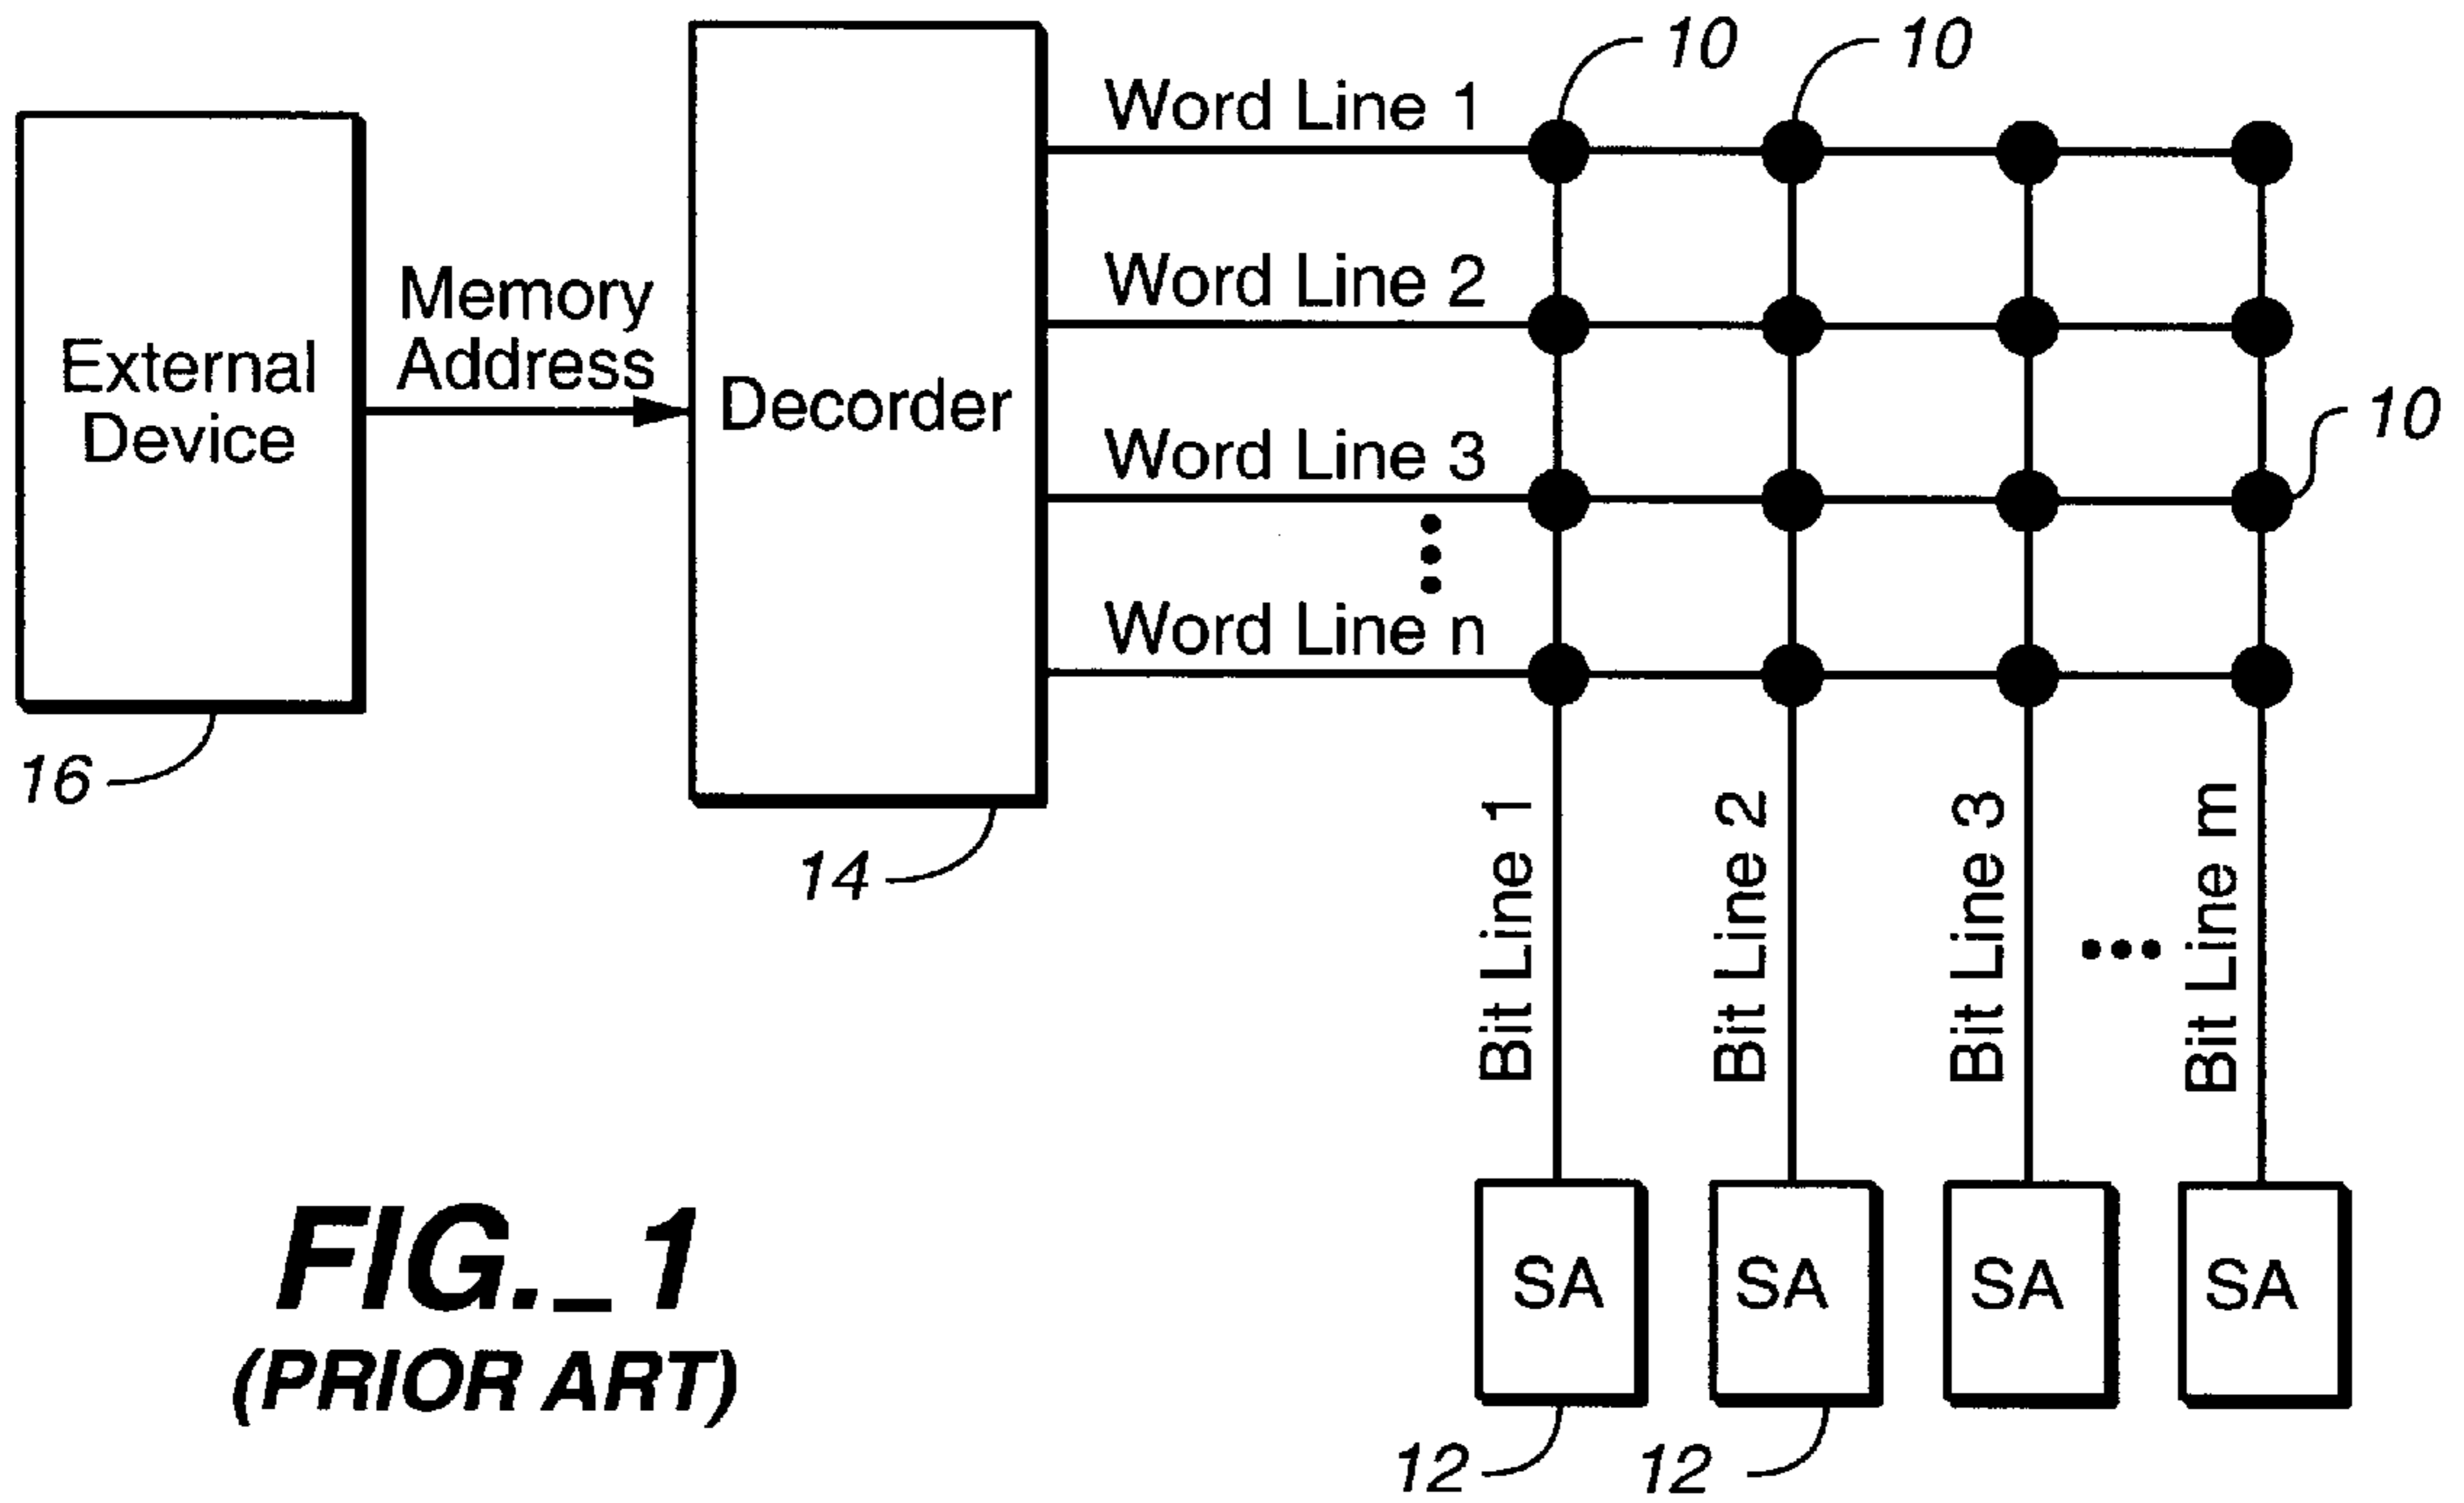 10
10
Word Line 1
Word Line 2
Memory
Address
External
Device
Decorder
Word Line 3
10
Word Line n
16
14
Bit Line 1
Bit Line 2
Bit Line 3
Bit Line m
SA
SA
SA
SA
12
12
FIG._1
(PRIOR ART)